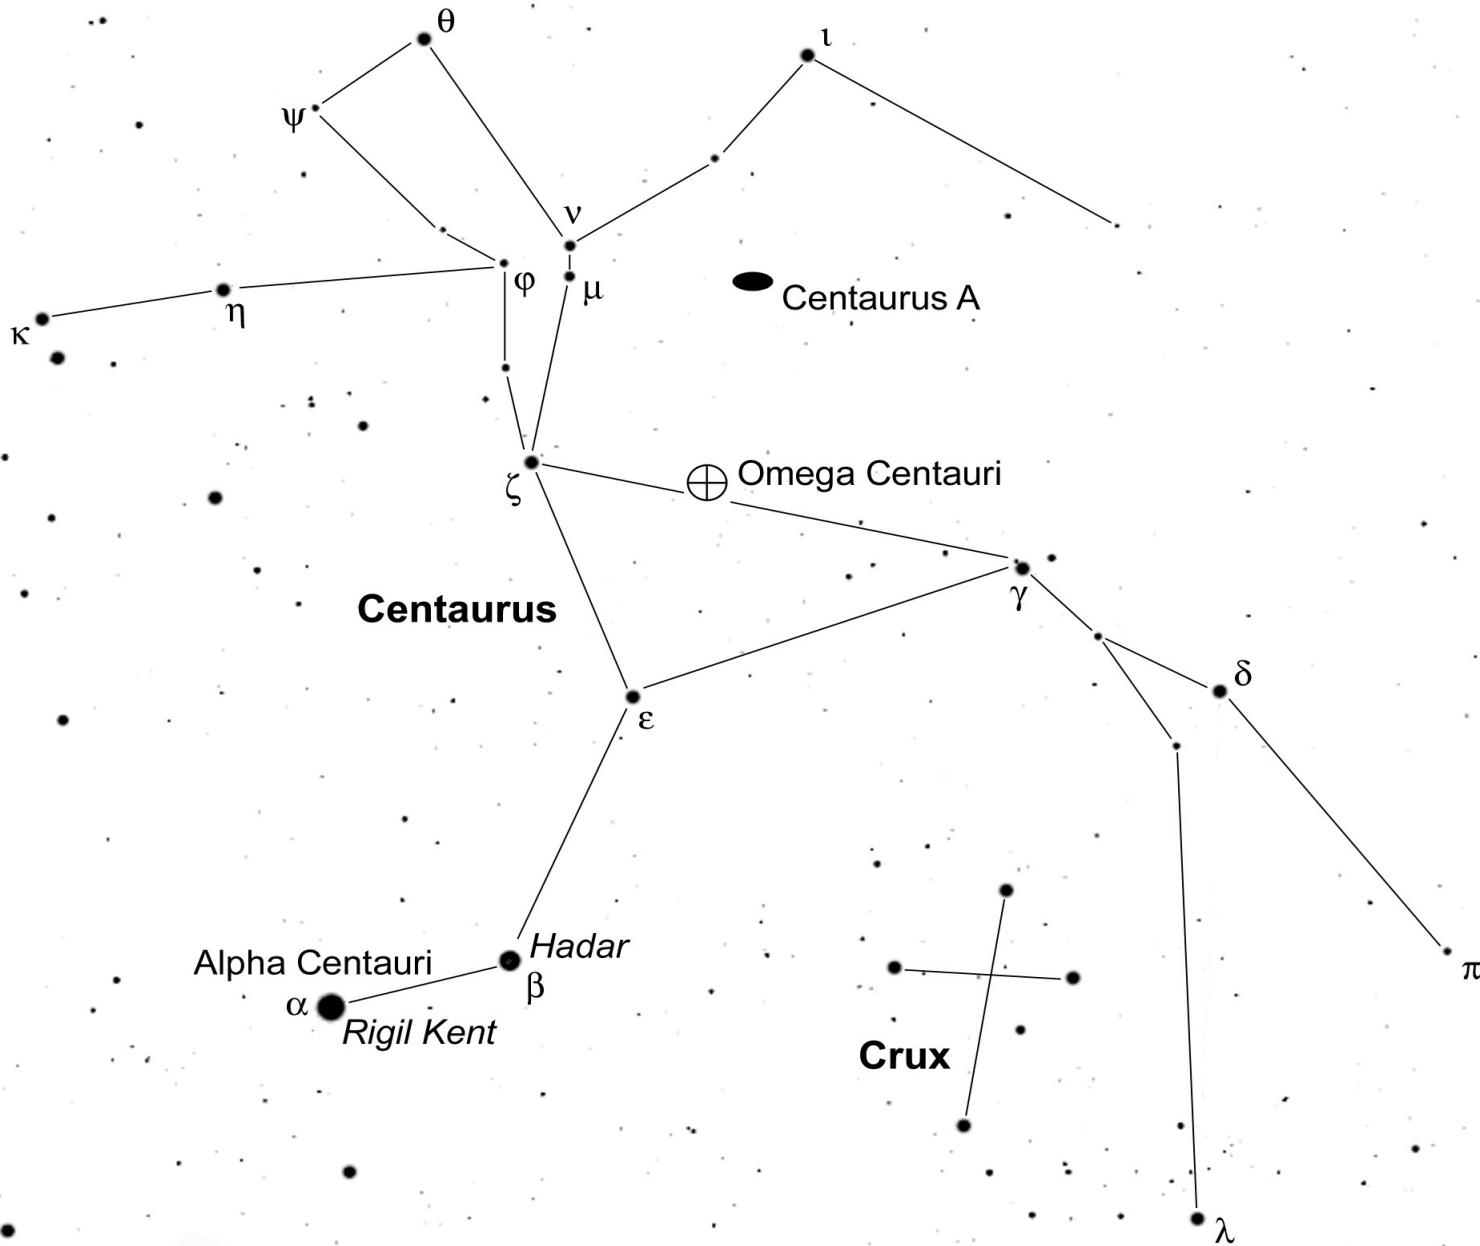 θ
ι
ψ
ν
φ
μ
Centaurus A
η
κ
Omega Centauri
ζ
γ
Centaurus
δ
ε
Hadar
Alpha Centauri
π
β
α
Rigil Kent
Crux
λ